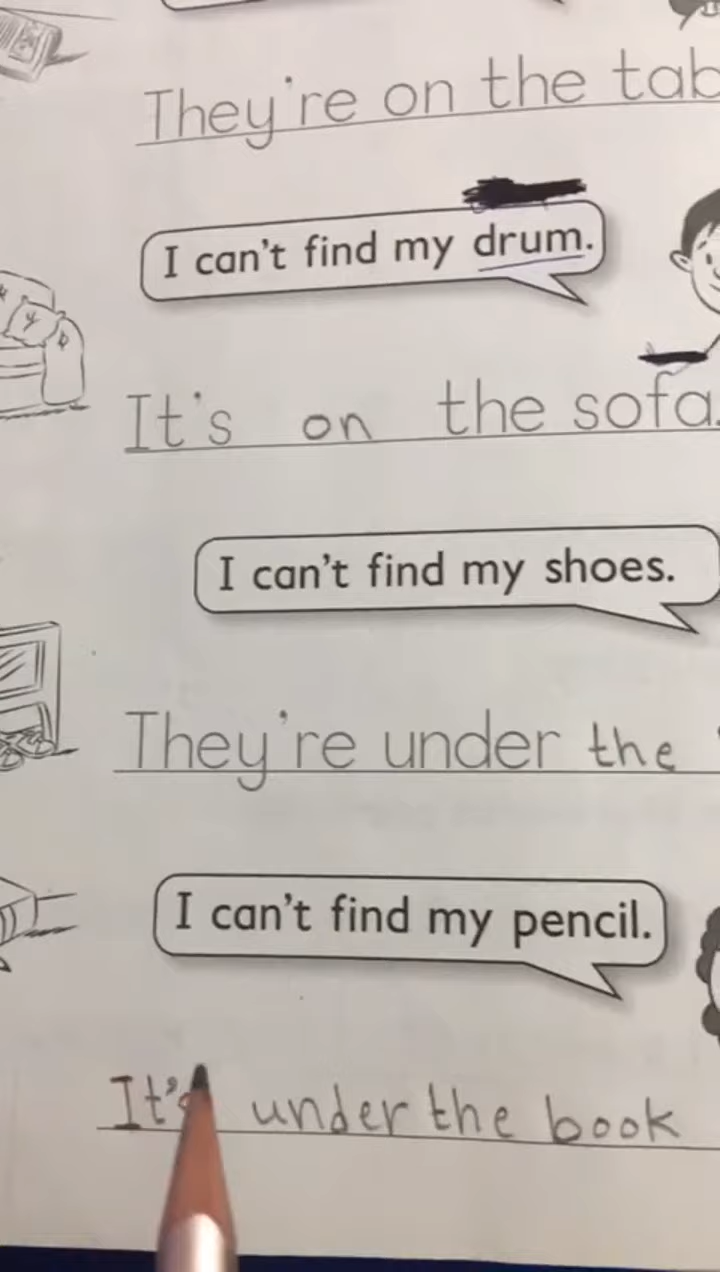 They're on the tab
I can't find my drum.
It's on the sofa.
I can't find my shoes.
They're under the
I can't find my pencil.
It's under the book